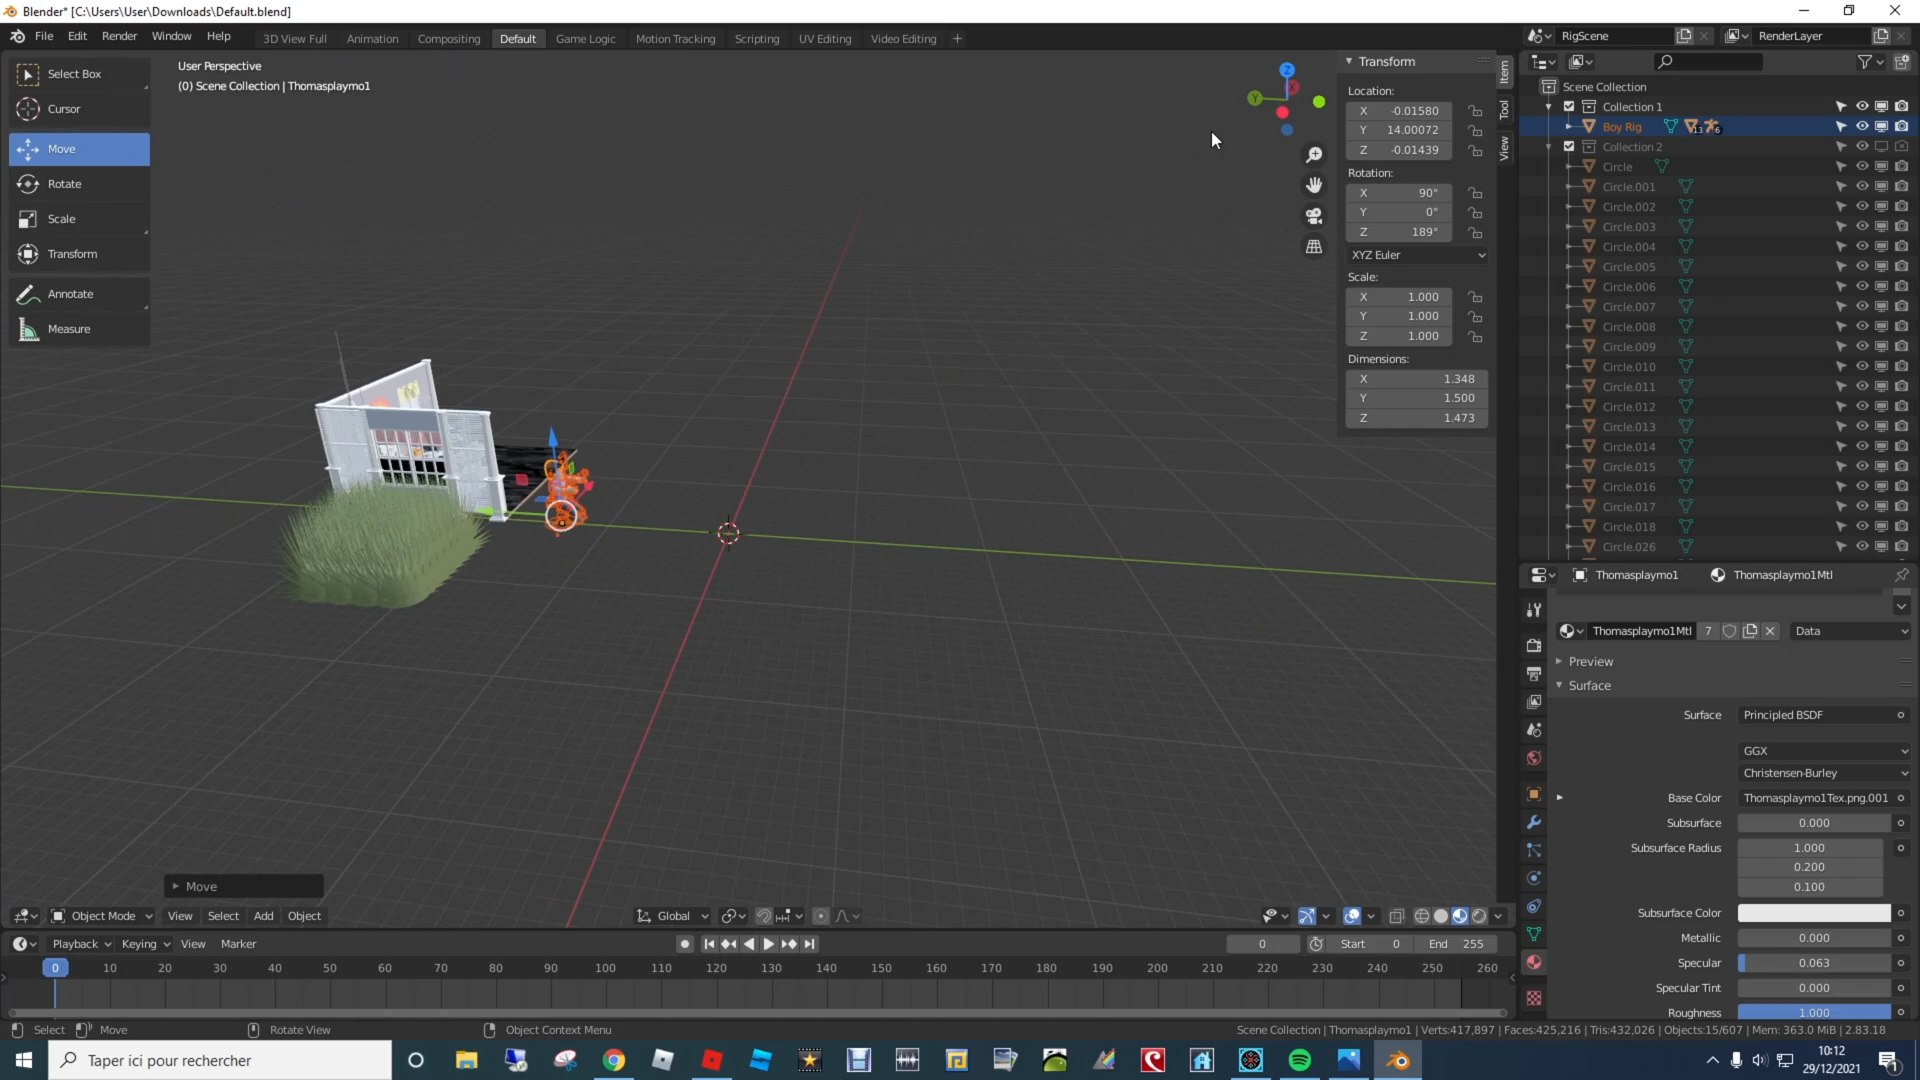 Blender* [C:\Users\User\Downloads\Default.blend]
File Edit Render Window Help 3D View Full Animation Compositing Default Game Logic Motion Tracking Scripting UV Editing Video Editing +
RigScene RenderLayer
Select Box
Cursor
Move
Rotate
Scale
Transform
Annotate
Measure
User Perspective
(0) Scene Collection | Thomasplaymo1
Z
X
Y
Transform
Location:
X -0.01580
Y 14.00072
Z -0.01439
Rotation:
X 90°
Y 0°
Z 189°
XYZ Euler
Scale:
X 1.000
Y 1.000
Z 1.000
Dimensions:
X 1.348
Y 1.500
Z 1.473
Item
Tool
View
Scene Collection
Collection 1
Boy Rig 13 6
Collection 2
Circle
Circle.001
Circle.002
Circle.003
Circle.004
Circle.005
Circle.006
Circle.007
Circle.008
Circle.009
Circle.010
Circle.011
Circle.012
Circle.013
Circle.014
Circle.015
Circle.016
Circle.017
Circle.018
Circle.026
Thomasplaymo1 Thomasplaymo1Mtl
Thomasplaymo1Mtl 7 Data
Preview
Surface
Surface Principled BSDF
GGX
Christensen-Burley
Base Color Thomasplaymo1Tex.png.001
Subsurface 0.000
Subsurface Radius 1.000
0.200
0.100
Subsurface Color
Metallic 0.000
Specular 0.063
Specular Tint 0.000
Roughness 1.000
Move
Object Mode View Select Add Object Global
Playback Keying View Marker 0 Start 0 End 255
0 10 20 30 40 50 60 70 80 90 100 110 120 130 140 150 160 170 180 190 200 210 220 230 240 250 260
Select Move Rotate View Object Context Menu Scene Collection | Thomasplaymo1 | Verts:417,897 | Faces:425,216 | Tris:432,026 | Objects:15/607 | Mem: 363.0 MiB | 2.83.18
Taper ici pour rechercher
10:12
29/12/2021
1